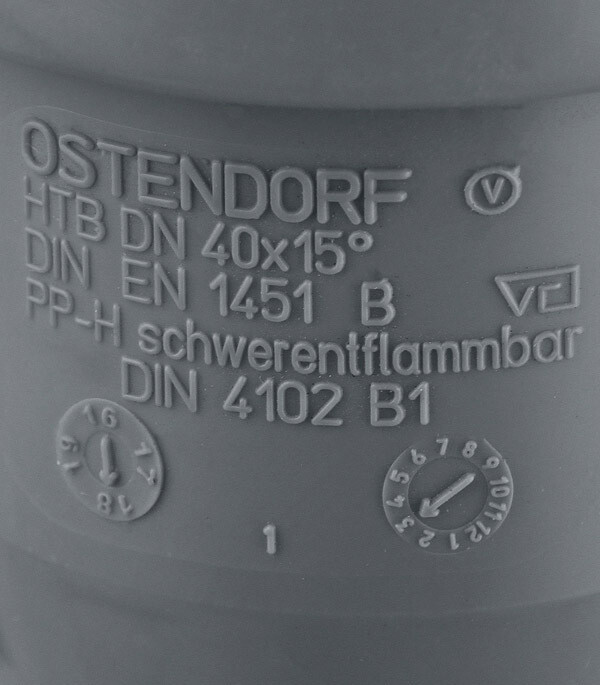 OSTENDORF V
HTB DN 40x15°
DIN EN 1451 B
PP-H schwerentflammbar
DIN 4102 B1
16 17 18 19
1 2 3 4 5 6 7 8 9 10 11 12
1